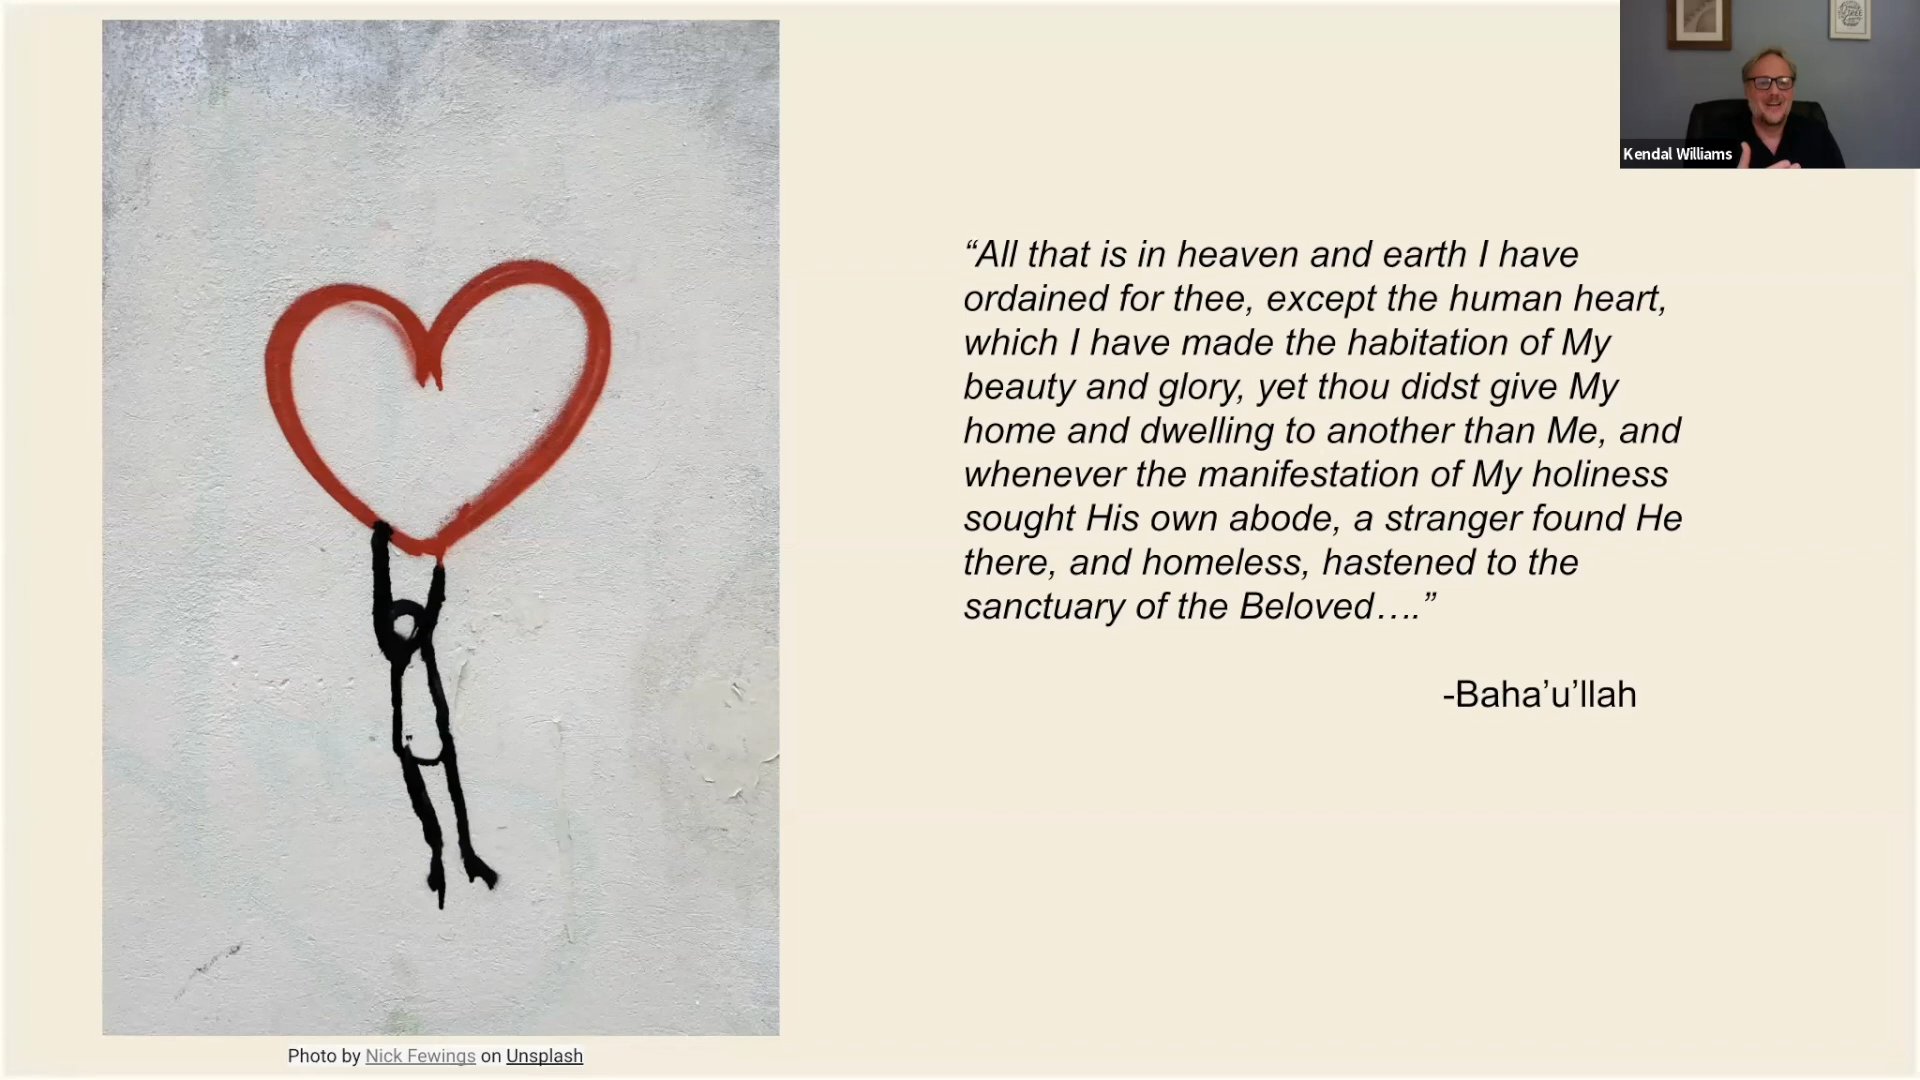 Kendal Williams
“All that is in heaven and earth I have
ordained for thee, except the human heart,
which I have made the habitation of My
beauty and glory, yet thou didst give My
home and dwelling to another than Me, and
whenever the manifestation of My holiness
sought His own abode, a stranger found He
there, and homeless, hastened to the
sanctuary of the Beloved….”
-Baha’u’llah
Photo by Nick Fewings on Unsplash